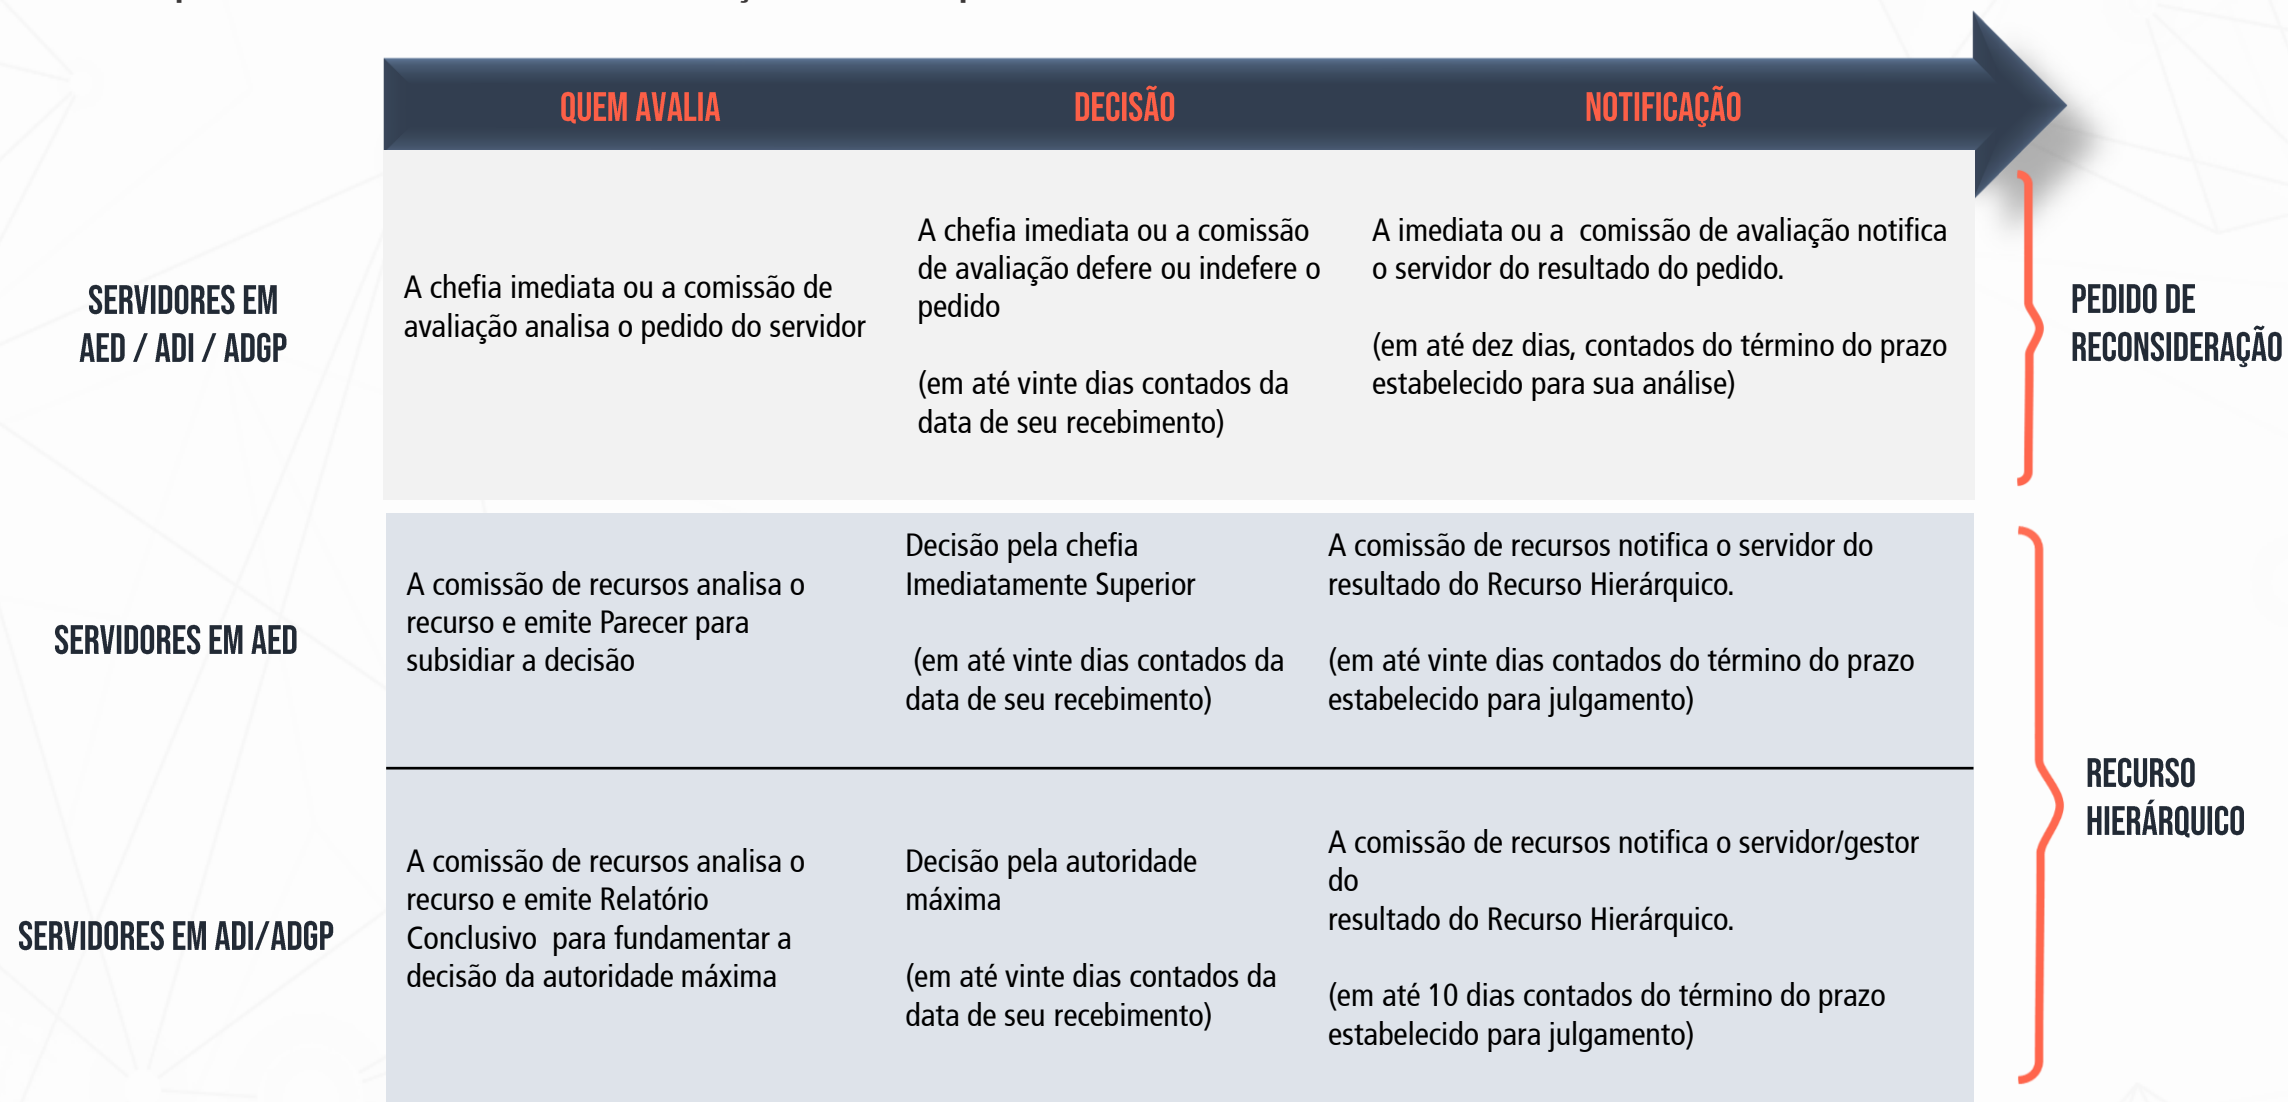 QUEM AVALIA
DECISÃO
NOTIFICAÇÃO
SERVIDORES EM
AED / ADI / ADGP
A chefia imediata ou a comissão de
avaliação analisa o pedido do servidor
A chefia imediata ou a comissão
de avaliação defere ou indefere o
pedido
(em até vinte dias contados da
data de seu recebimento)
A imediata ou a  comissão de avaliação notifica
o servidor do resultado do pedido.
(em até dez dias, contados do término do prazo
estabelecido para sua análise)
PEDIDO DE
RECONSIDERAÇÃO
SERVIDORES EM AED
A comissão de recursos analisa o
recurso e emite Parecer para
subsidiar a decisão
Decisão pela chefia
Imediatamente Superior
(em até vinte dias contados da
data de seu recebimento)
A comissão de recursos notifica o servidor do
resultado do Recurso Hierárquico.
(em até vinte dias contados do término do prazo
estabelecido para julgamento)
RECURSO
HIERÁRQUICO
SERVIDORES EM ADI/ADGP
A comissão de recursos analisa o
recurso e emite Relatório
Conclusivo  para fundamentar a
decisão da autoridade máxima
Decisão pela autoridade
máxima
(em até vinte dias contados da
data de seu recebimento)
A comissão de recursos notifica o servidor/gestor
do
resultado do Recurso Hierárquico.
(em até 10 dias contados do término do prazo
estabelecido para julgamento)